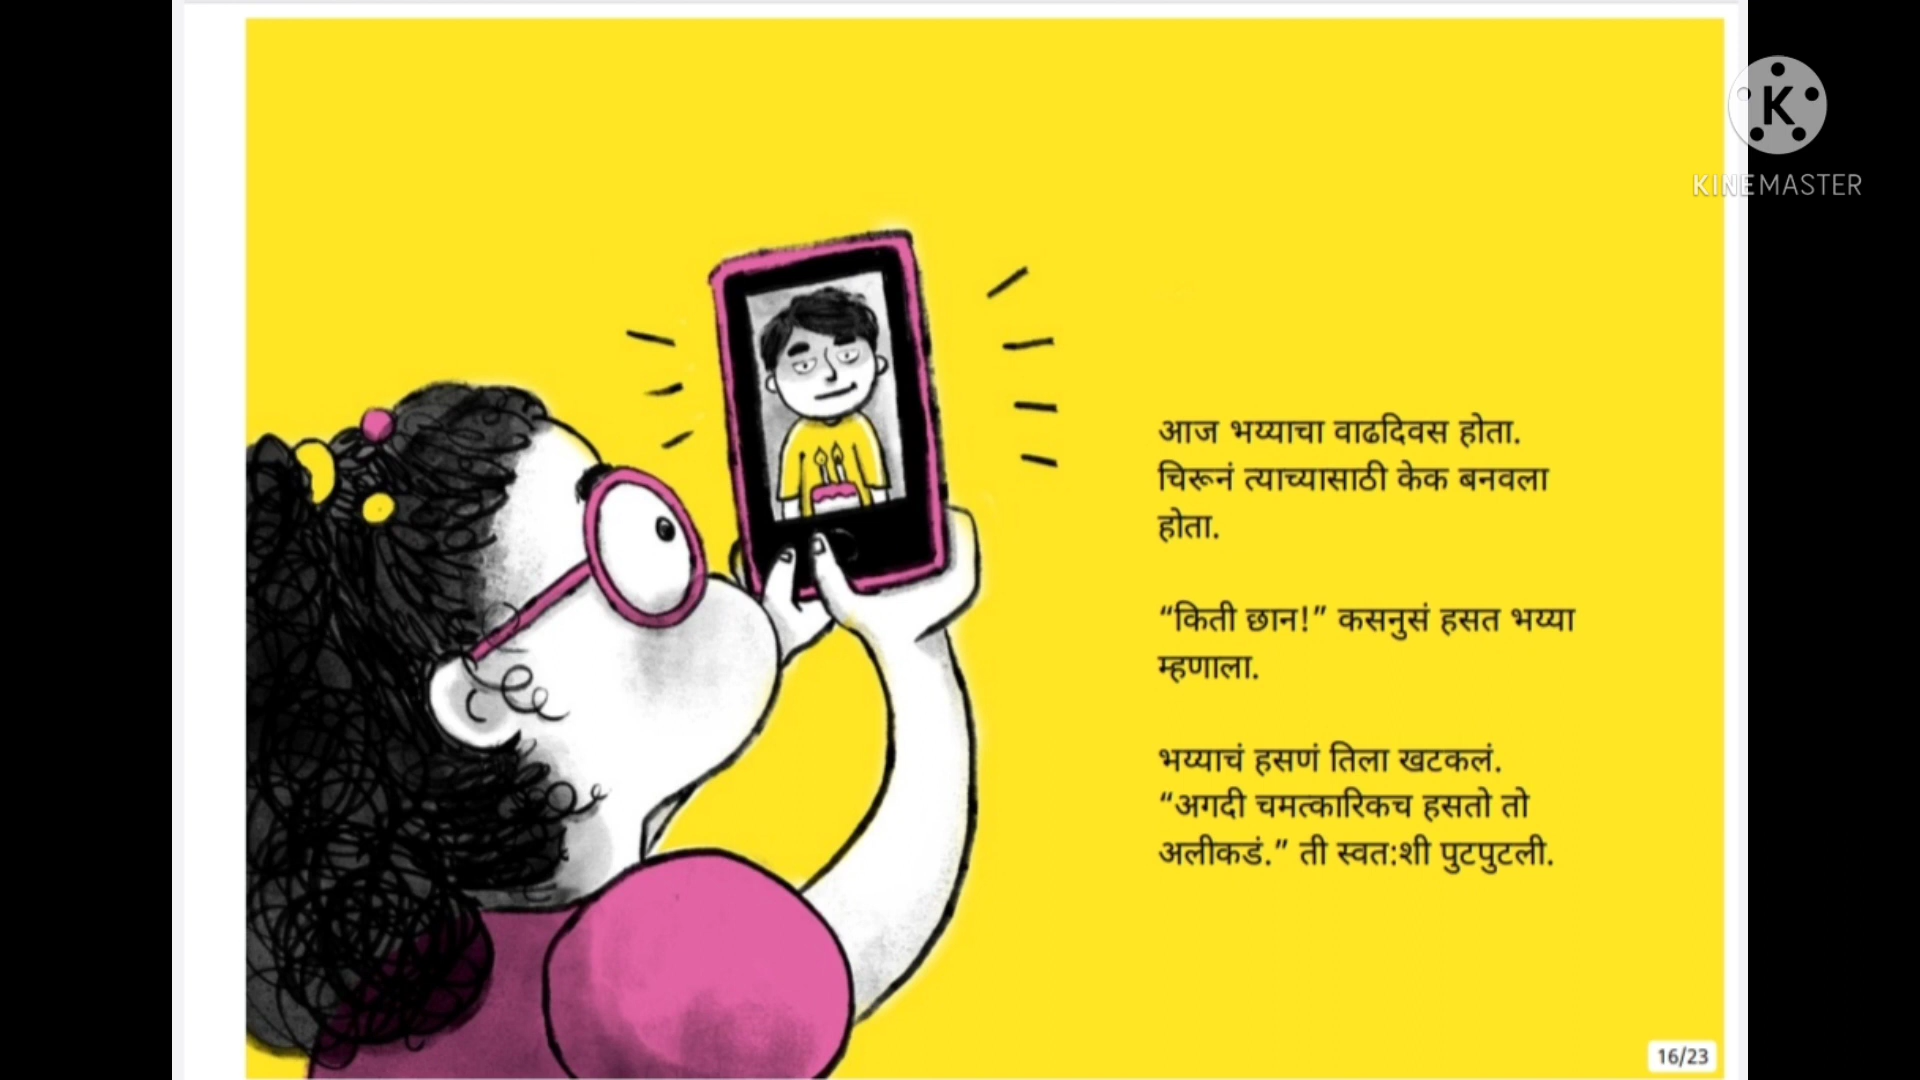 K
KINEMASTER
आज भय्याचा वाढदिवस होता.
चिरूनं त्याच्यासाठी केक बनवला
होता.
“किती छान!” कसनुसं हसत भय्या
म्हणाला.
भय्याचं हसणं तिला खटकलं.
“अगदी चमत्कारिकच हसतो तो
अलीकडं.” ती स्वत:शी पुटपुटली.
16/23